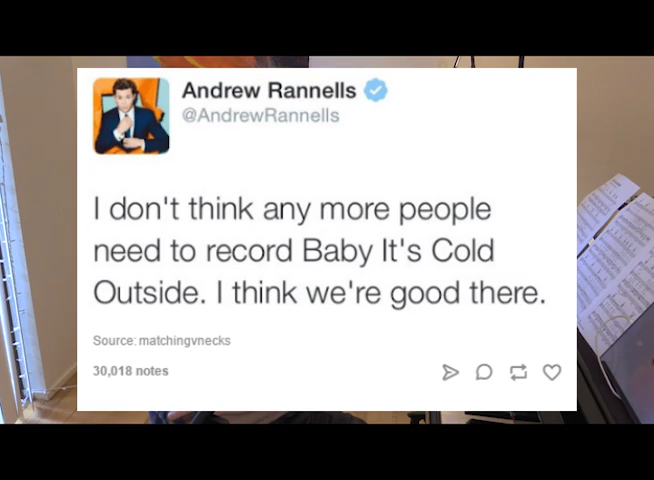 Andrew Rannells
@AndrewRannells
I don't think any more people
need to record Baby It's Cold
Outside. I think we're good there.
Source: matchingvnecks
30,018 notes